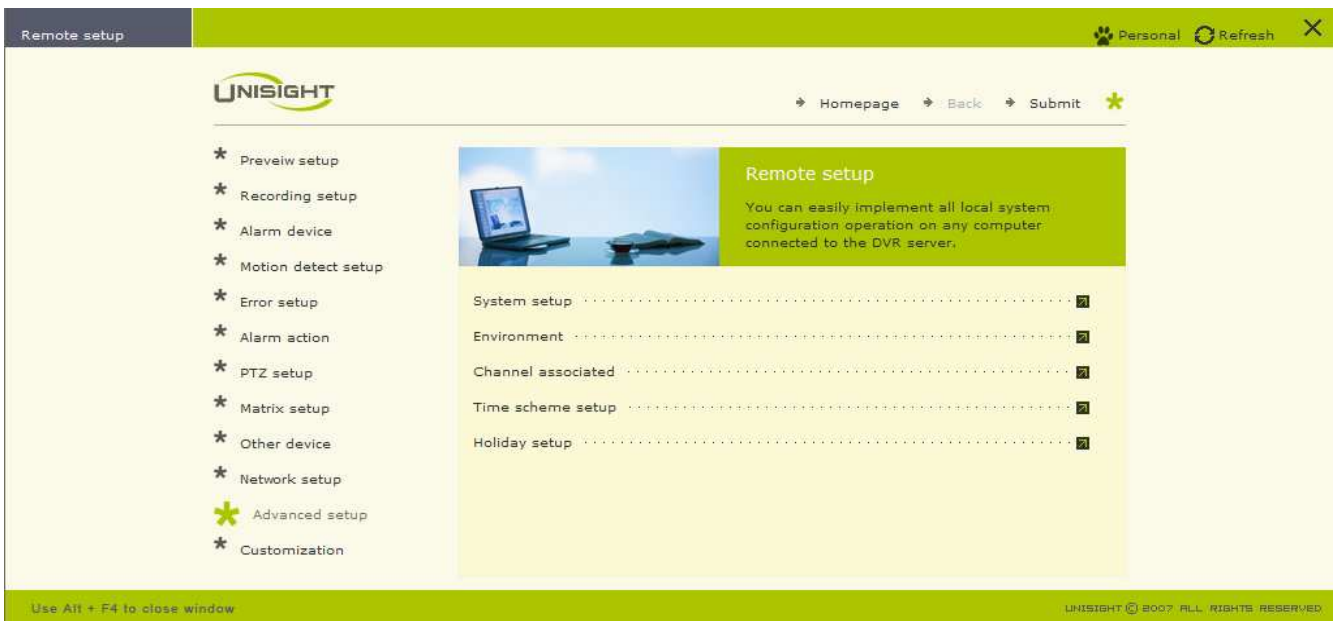 Remote setup
Personal Refresh
UNISIGHT
Homepage Back Submit
Preveiw setup
Recording setup
Alarm device
Motion detect setup
Error setup
Alarm action
PTZ setup
Matrix setup
Other device
Network setup
Advanced setup
Customization
Remote setup
You can easily implement all local system
configuration operation on any computer
connected to the DVR server.
System setup
Environment
Channel associated
Time scheme setup
Holiday setup
Use Alt + F4 to close window
UNISIGHT © 2007 ALL RIGHTS RESERVED